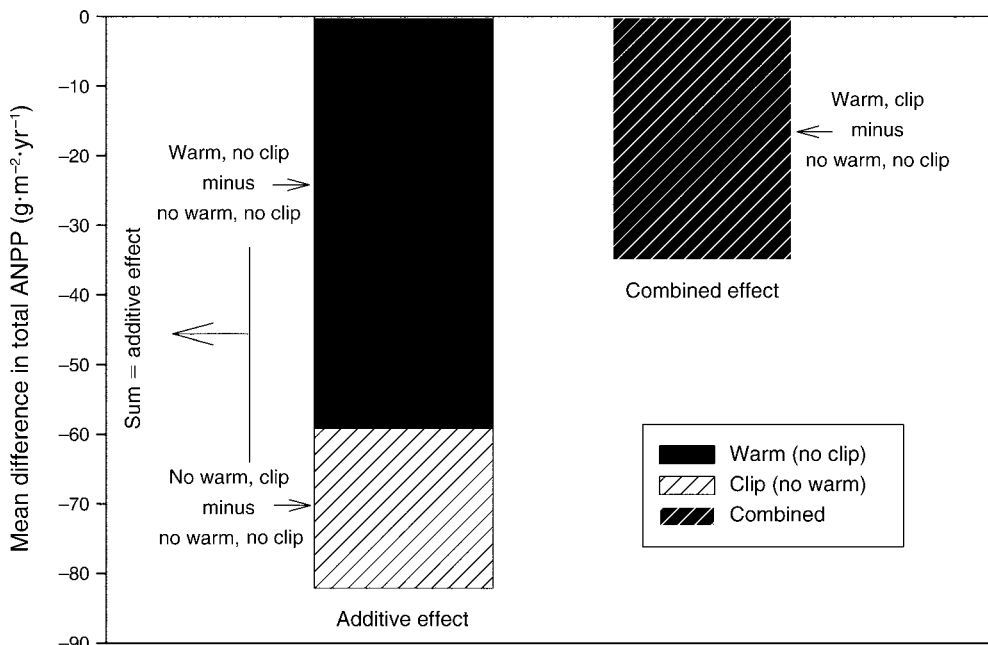 Mean difference in total ANPP (g·m⁻²·yr⁻¹)
0
–10
–20
–30
–40
–50
–60
–70
–80
–90
Sum = additive effect
Warm, no clip
minus
no warm, no clip
No warm, clip
minus
no warm, no clip
Additive effect
Warm, clip
minus
no warm, no clip
Combined effect
Warm (no clip)
Clip (no warm)
Combined